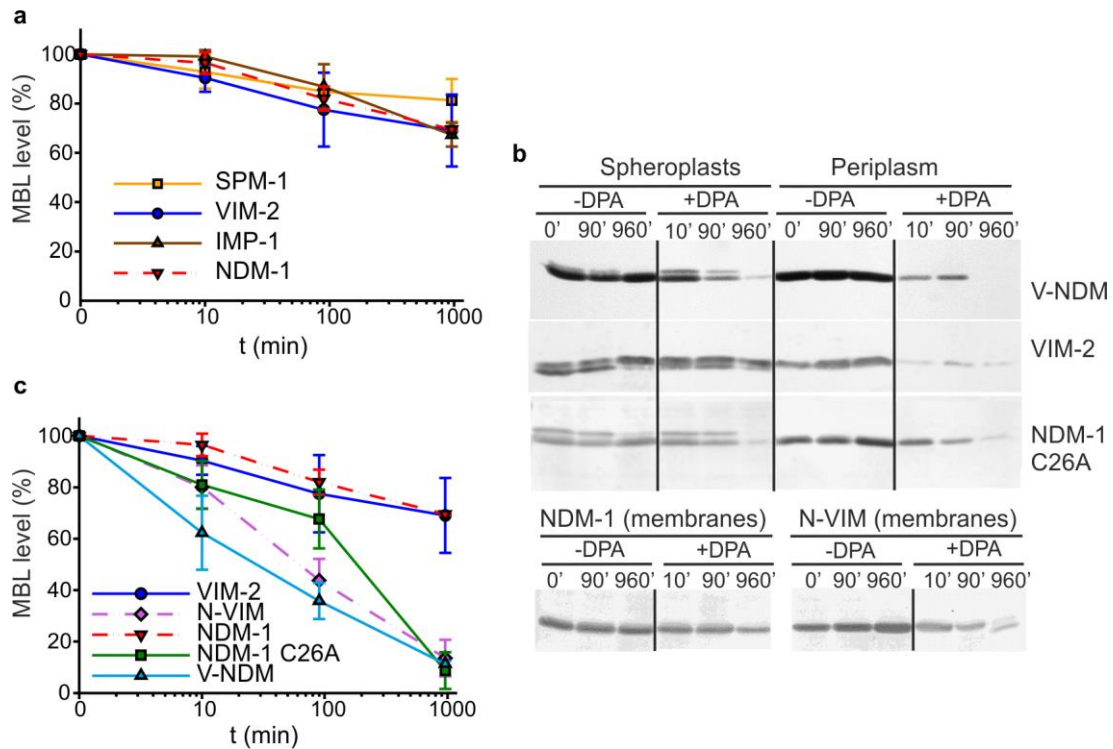 a
MBL level (%)
100
80
60
40
20
0
SPM-1
VIM-2
IMP-1
NDM-1
0 10 100 1000
t (min)
b
Spheroplasts Periplasm
-DPA +DPA -DPA +DPA
0' 90' 960' 10' 90' 960' 0' 90' 960' 10' 90' 960'
V-NDM
VIM-2
NDM-1
C26A
NDM-1 (membranes) N-VIM (membranes)
-DPA +DPA -DPA +DPA
0' 90' 960' 10' 90' 960' 0' 90' 960' 10' 90' 960'
c
MBL level (%)
100
80
60
40
20
0
VIM-2
N-VIM
NDM-1
NDM-1 C26A
V-NDM
0 10 100 1000
t (min)